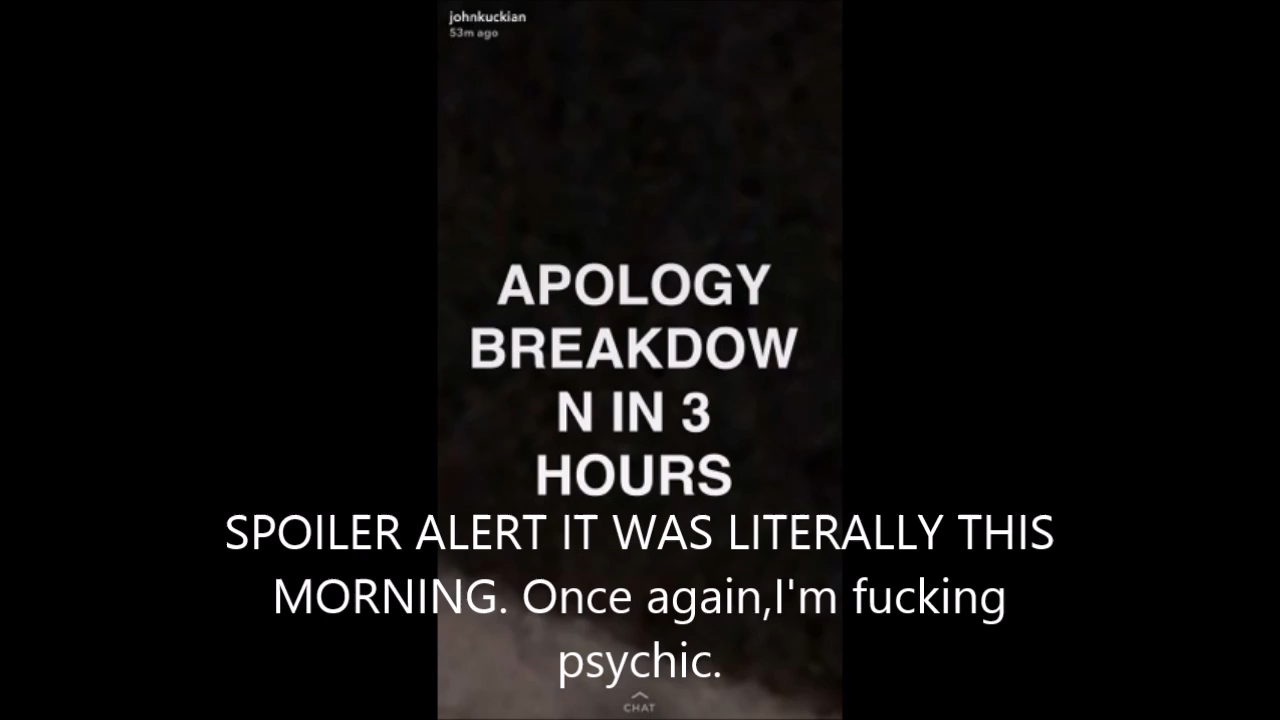 johnkuckian
53m ago
APOLOGY
BREAKDOW
N IN 3
HOURS
SPOILER ALERT IT WAS LITERALLY THIS
MORNING. Once again,I'm fucking
psychic.
CHAT